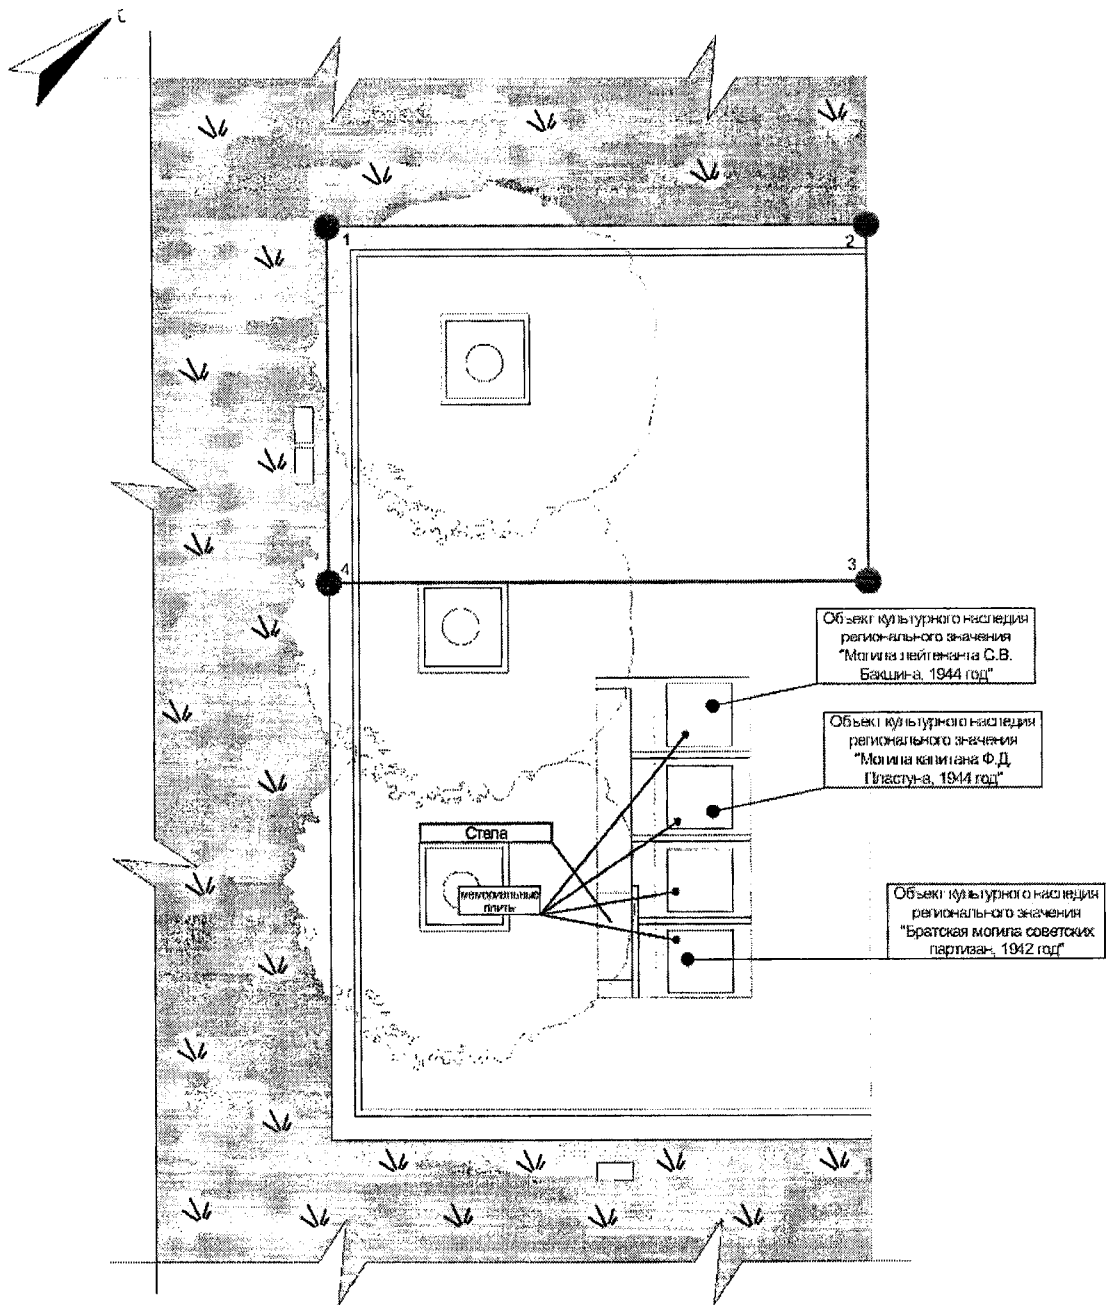 С
1
2
4
3
Объект культурного наследия
регионального значения
"Могила лейтенанта С.В.
Бакшина, 1944 год"
Объект культурного наследия
регионального значения
"Могила капитана Ф.Д.
Пластуна, 1944 год"
Стела
мемориальные
плиты
Объект культурного наследия
регионального значения
"Братская могила советских
партизан, 1942 год"